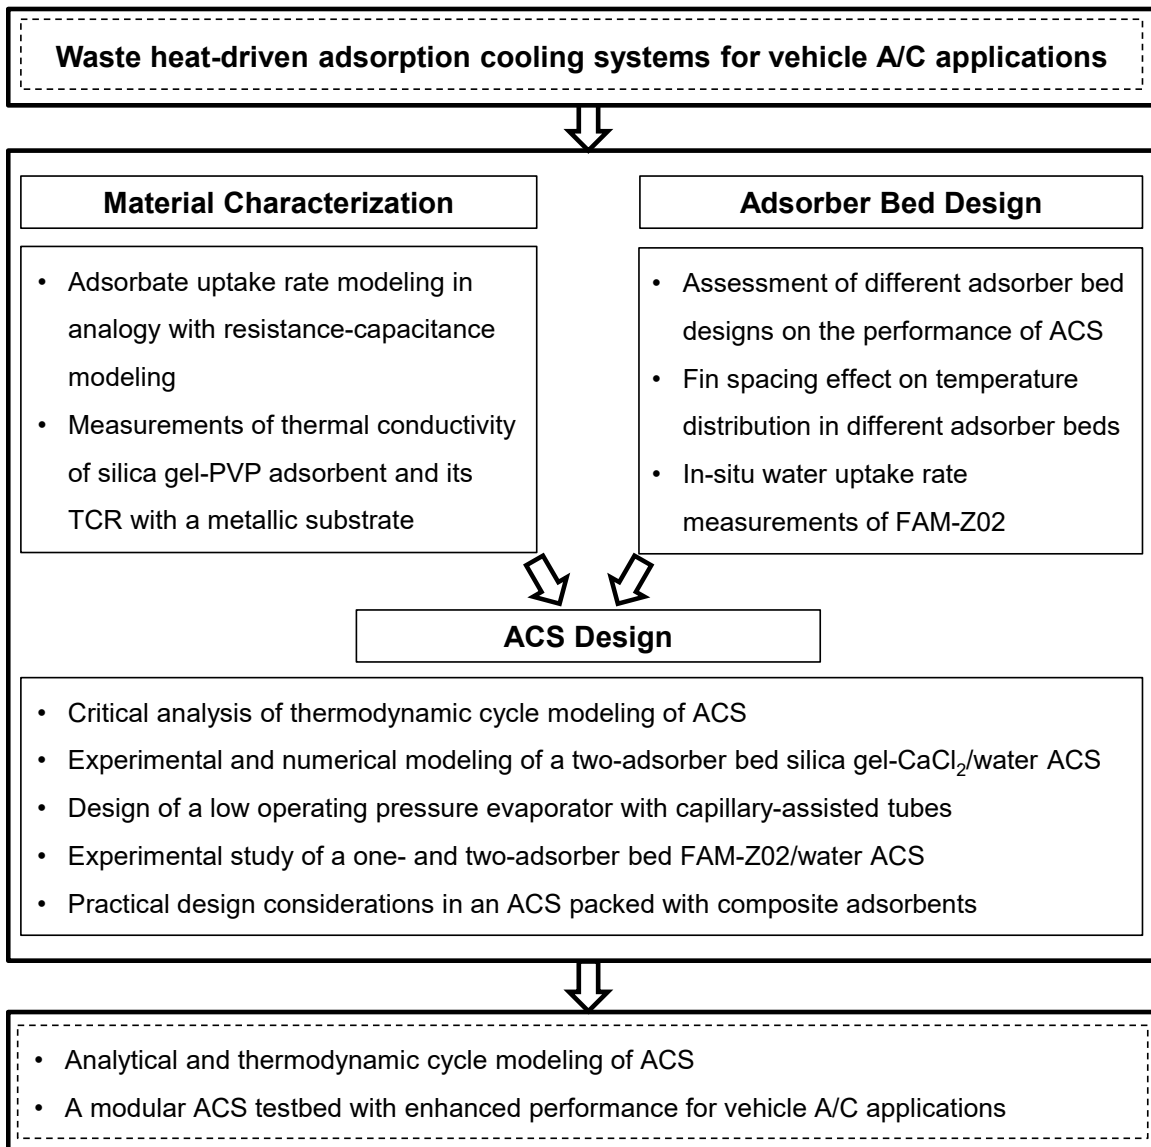 Waste heat-driven adsorption cooling systems for vehicle A/C applications
Material Characterization
• Adsorbate uptake rate modeling in
analogy with resistance-capacitance
modeling
• Measurements of thermal conductivity
of silica gel-PVP adsorbent and its
TCR with a metallic substrate
Adsorber Bed Design
• Assessment of different adsorber bed
designs on the performance of ACS
• Fin spacing effect on temperature
distribution in different adsorber beds
• In-situ water uptake rate
measurements of FAM-Z02
ACS Design
• Critical analysis of thermodynamic cycle modeling of ACS
• Experimental and numerical modeling of a two-adsorber bed silica gel-CaCl₂/water ACS
• Design of a low operating pressure evaporator with capillary-assisted tubes
• Experimental study of a one- and two-adsorber bed FAM-Z02/water ACS
• Practical design considerations in an ACS packed with composite adsorbents
• Analytical and thermodynamic cycle modeling of ACS
• A modular ACS testbed with enhanced performance for vehicle A/C applications